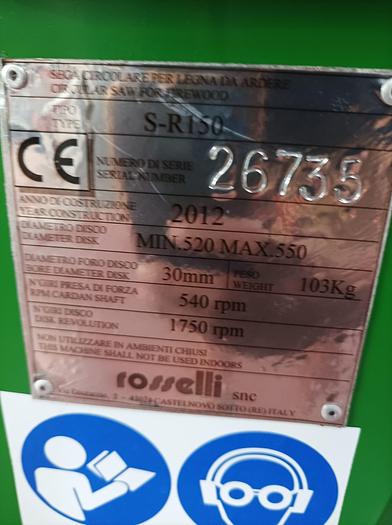 SEGA CIRCOLARE PER LEGNA DA ARDERE
CIRCULAR SAW FOR FIREWOOD
TIPO
TYPE S-R150
CE
NUMERO DI SERIE
SERIAL NUMBER 26735
ANNO DI COSTRUZIONE
YEAR CONSTRUCTION 2012
DIAMETRO DISCO
DIAMETER DISK MIN.520 MAX.550
DIAMETRO FORO DISCO
BORE DIAMETER DISK 30mm
PESO
WEIGHT 103Kg
N°GIRI PRESA DI FORZA
RPM CARDAN SHAFT 540 rpm
N°GIRI DISCO
DISK REVOLUTION 1750 rpm
NON UTILIZZARE IN AMBIENTI CHIUSI
THIS MACHINE SHALL NOT BE USED INDOORS
rosselli snc
Via 2 - 42024 CASTELNOVO SOTTO (RE) ITALY